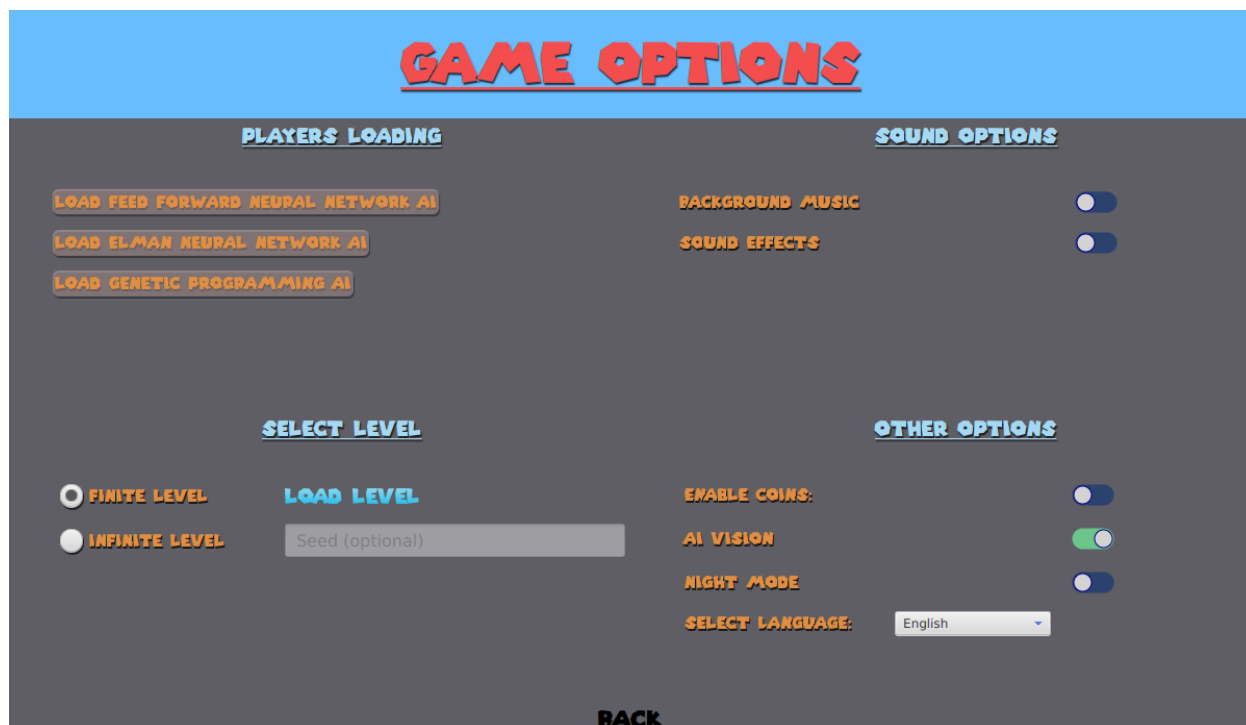 GAME OPTIONS
PLAYERS LOADING
LOAD FEED FORWARD NEURAL NETWORK AI
LOAD ELMAN NEURAL NETWORK AI
LOAD GENETIC PROGRAMMING AI
SOUND OPTIONS
BACKGROUND MUSIC
SOUND EFFECTS
SELECT LEVEL
FINITE LEVEL LOAD LEVEL
INFINITE LEVEL Seed (optional)
OTHER OPTIONS
ENABLE COINS:
AI VISION
NIGHT MODE
SELECT LANGUAGE: English
BACK